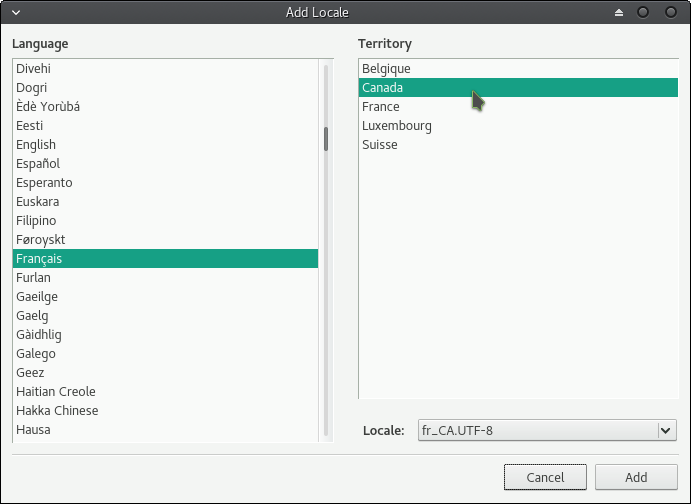 Add Locale
Language
Divehi
Dogri
Èdè Yorùbá
Eesti
English
Español
Esperanto
Euskara
Filipino
Føroyskt
Français
Furlan
Gaeilge
Gaelg
Gàidhlig
Galego
Geez
Haitian Creole
Hakka Chinese
Hausa
Territory
Belgique
Canada
France
Luxembourg
Suisse
Locale: fr_CA.UTF-8
Cancel Add